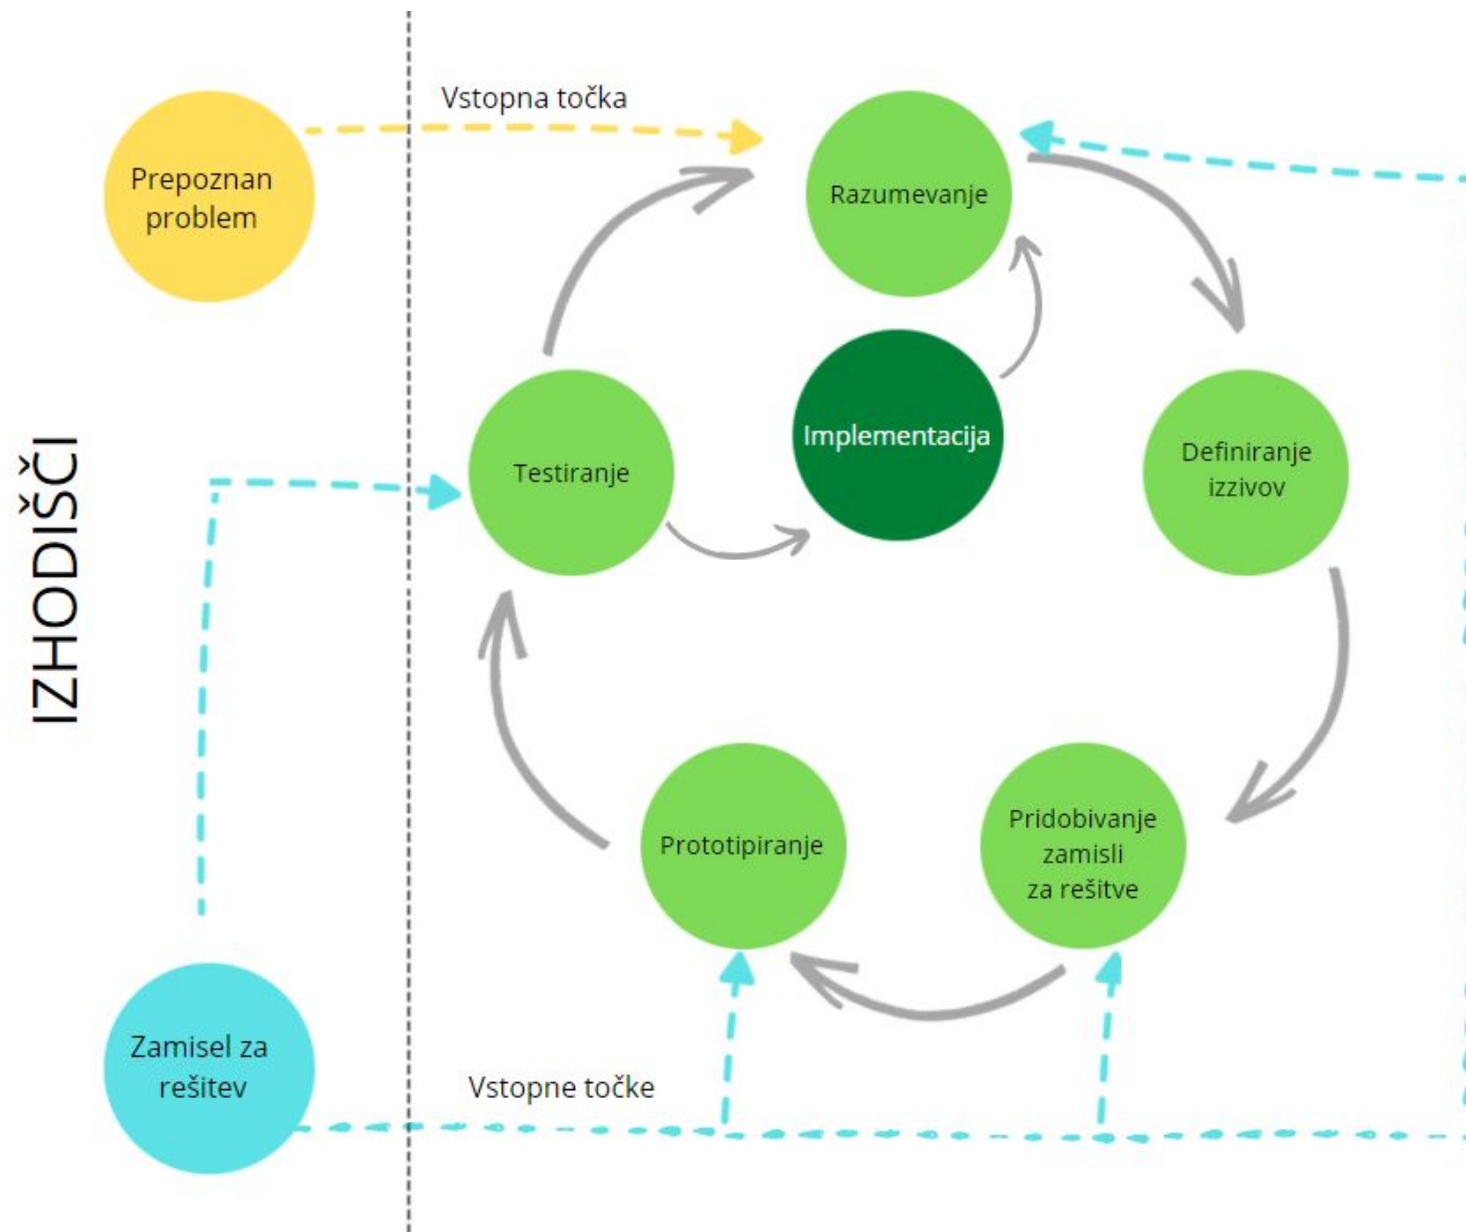 IZHODIŠČI
Prepoznan
problem
Vstopna točka
Razumevanje
Implementacija
Testiranje
Definiranje
izzivov
Prototipiranje
Pridobivanje
zamisli
za rešitve
Zamisel za
rešitev
Vstopne točke